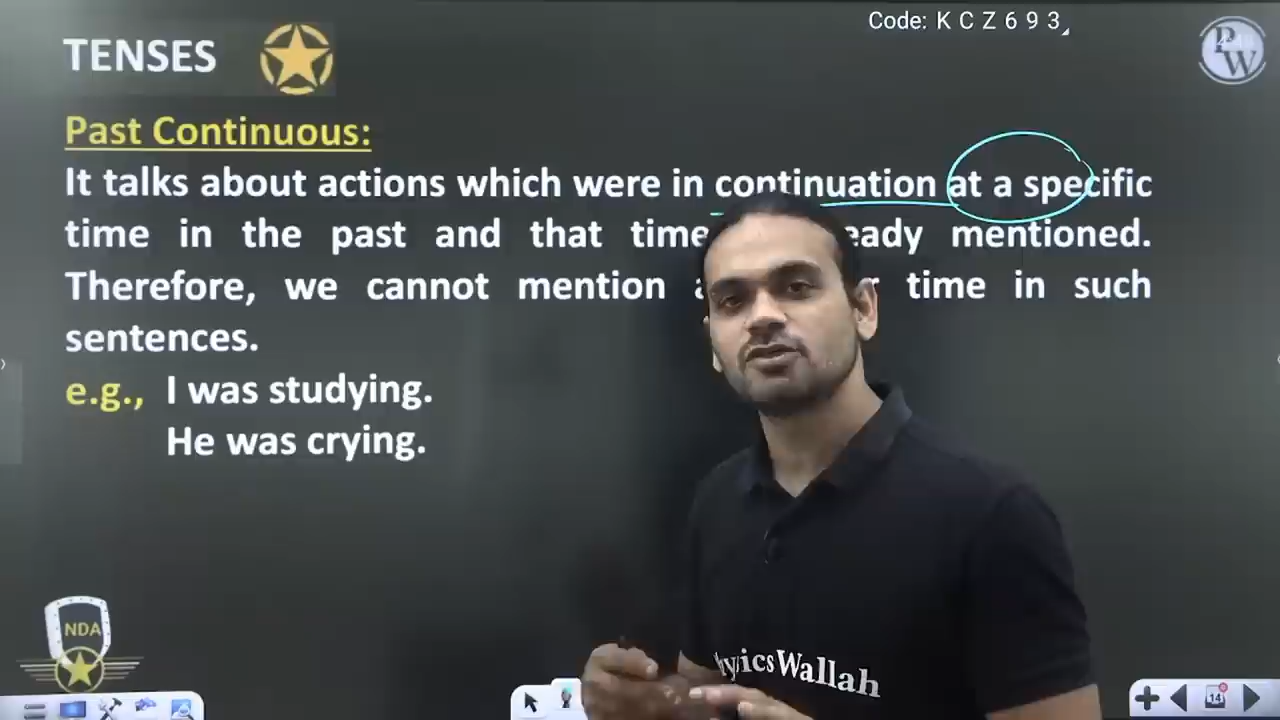 Code: K C Z 6 9 3
TENSES
PW
Past Continuous:
It talks about actions which were in continuation at a specific
time in the past and that time mentioned.
Therefore, we cannot mention time in such
sentences.
e.g., I was studying.
He was crying.
NDA
14